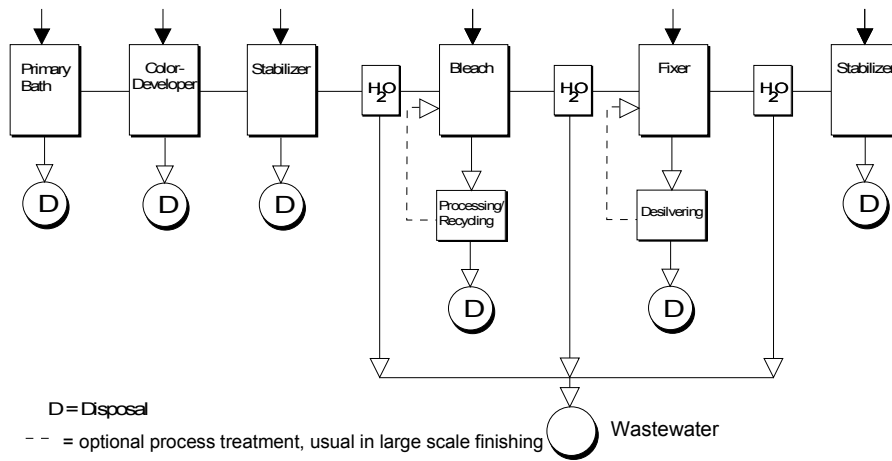 Primary
Bath
Color-
Developer
Stabilizer
H2O
Bleach
H2O
Fixer
H2O
Stabilizer
D
D
D
Processing/
Recycling
Desilvering
D
D
D
D = Disposal
-- = optional process treatment, usual in large scale finishing
Wastewater